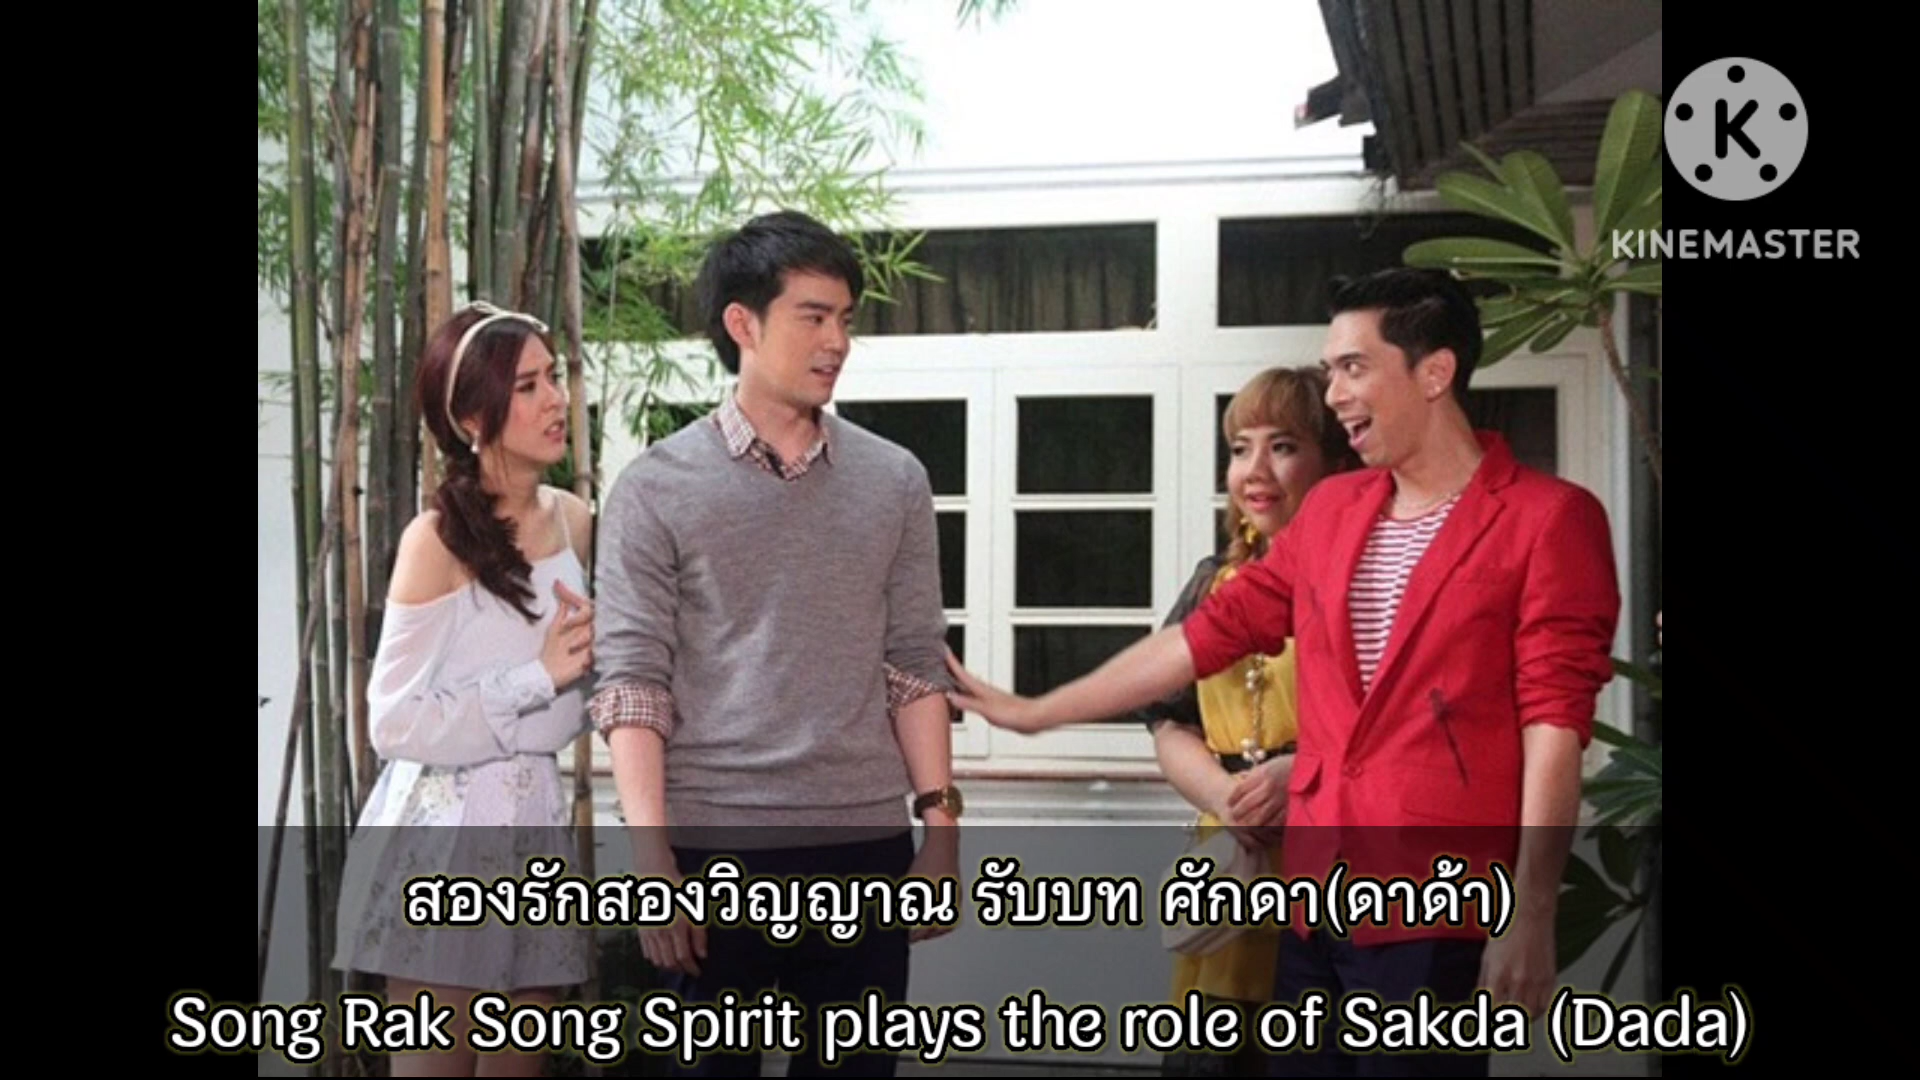 K
KINEMASTER
สองรักสองวิญญาณ รับบท ศักดา(ดาด้า)
Song Rak Song Spirit plays the role of Sakda (Dada)